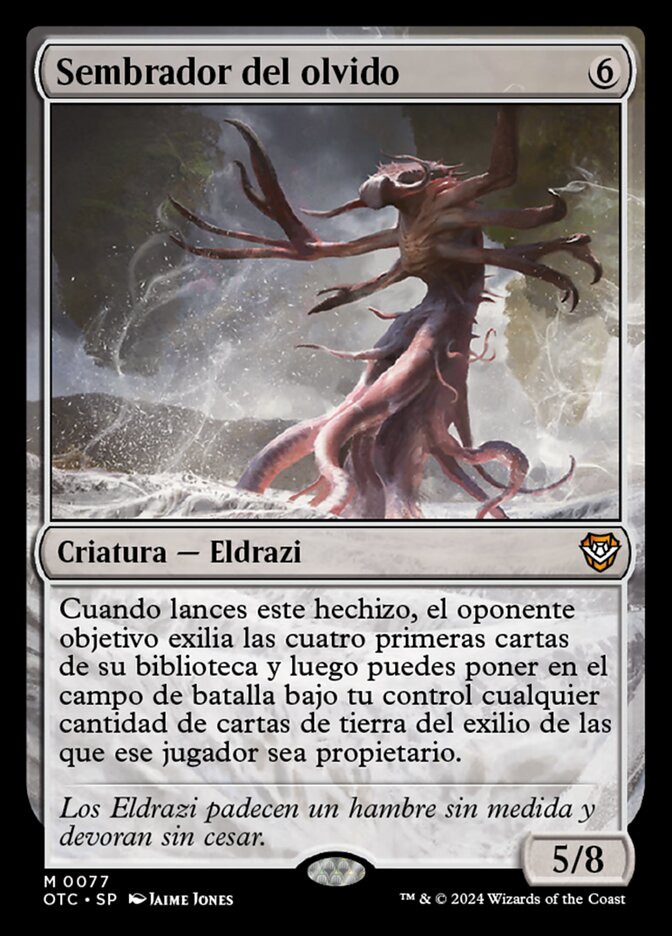 Sembrador del olvido 6
Criatura — Eldrazi
Cuando lances este hechizo, el oponente
objetivo exilia las cuatro primeras cartas
de su biblioteca y luego puedes poner en el
campo de batalla bajo tu control cualquier
cantidad de cartas de tierra del exilio de las
que ese jugador sea propietario.
Los Eldrazi padecen un hambre sin medida y
devoran sin cesar.
5/8
M 0077
OTC • SP Jaime Jones
™ & © 2024 Wizards of the Coast